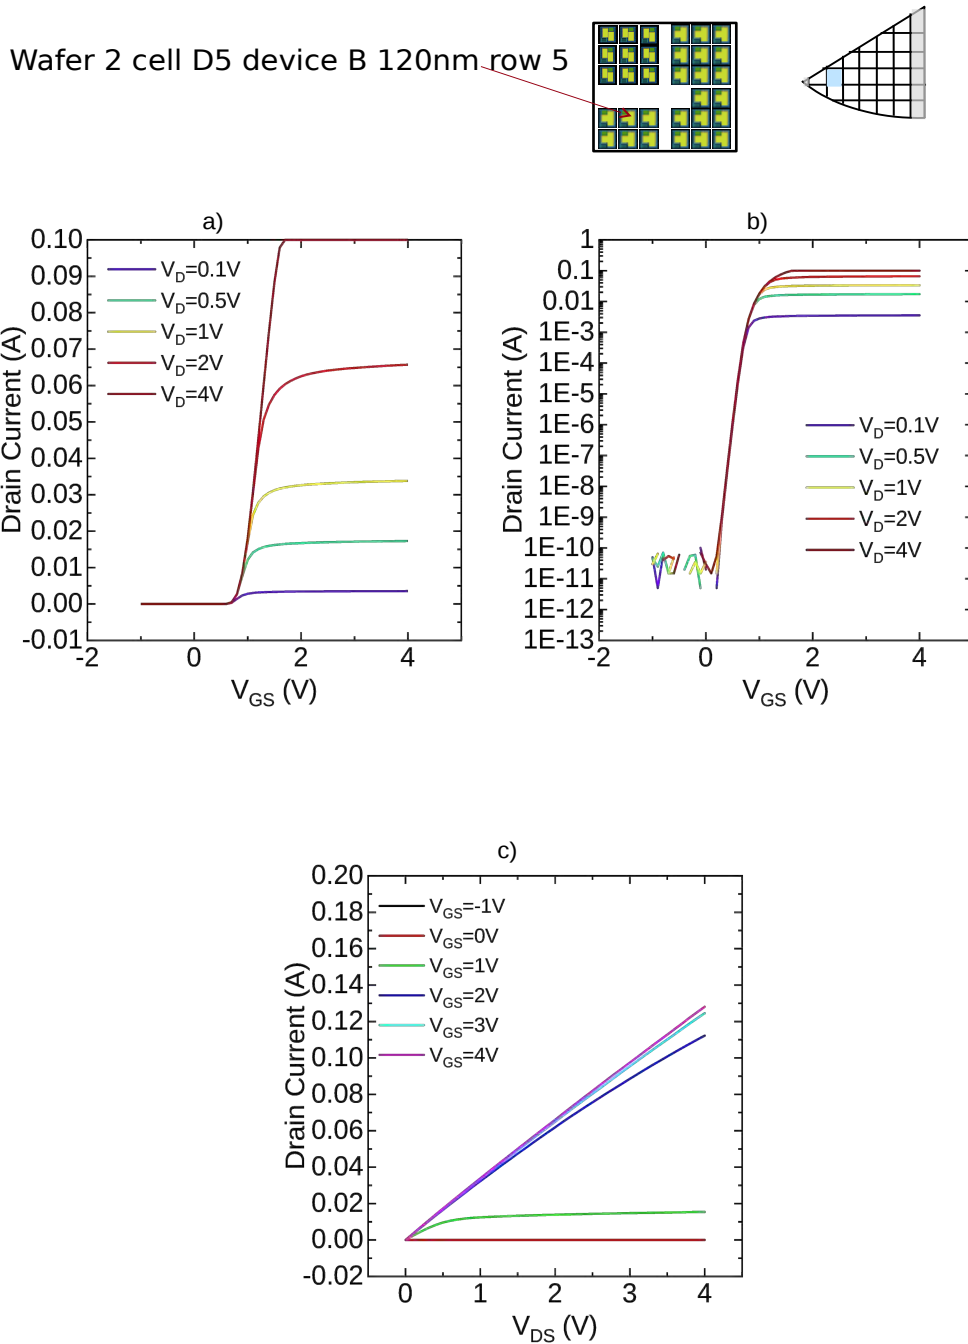 Wafer 2 cell D5 device B 120nm row 5
a)
0.10
0.09
0.08
0.07
0.06
0.05
0.04
0.03
0.02
0.01
0.00
-0.01
Drain Current (A)
VD=0.1V
VD=0.5V
VD=1V
VD=2V
VD=4V
-2
0
2
4
VGS (V)
b)
1
0.1
0.01
1E-3
1E-4
1E-5
1E-6
1E-7
1E-8
1E-9
1E-10
1E-11
1E-12
1E-13
Drain Current (A)
VD=0.1V
VD=0.5V
VD=1V
VD=2V
VD=4V
-2
0
2
4
VGS (V)
c)
0.20
0.18
0.16
0.14
0.12
0.10
0.08
0.06
0.04
0.02
0.00
-0.02
Drain Current (A)
VGS=-1V
VGS=0V
VGS=1V
VGS=2V
VGS=3V
VGS=4V
0
1
2
3
4
VDS (V)